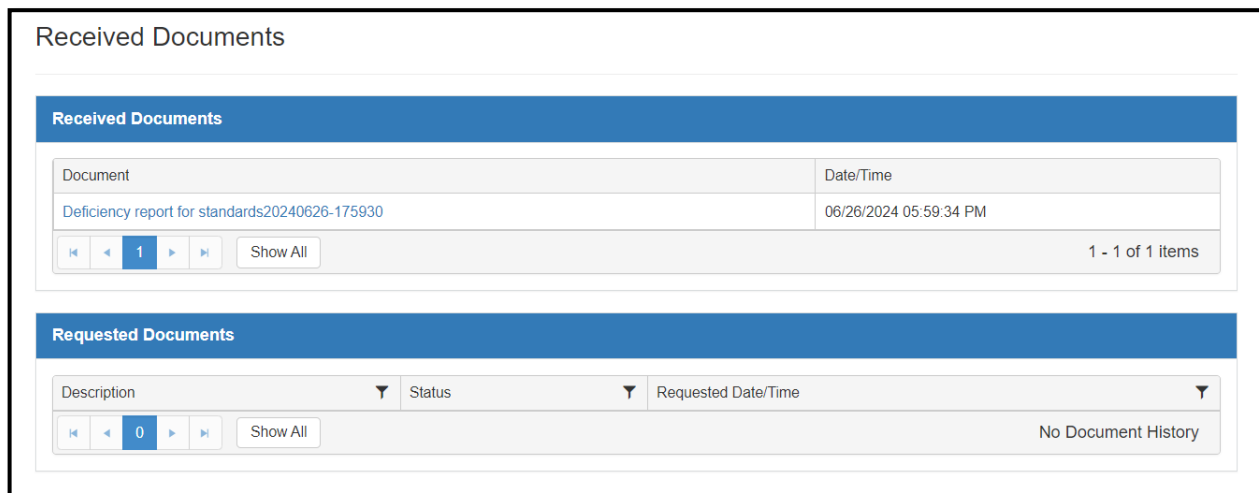 Received Documents
Received Documents
Document Date/Time
Deficiency report for standards20240626-175930 06/26/2024 05:59:34 PM
1 Show All 1 - 1 of 1 items
Requested Documents
Description Status Requested Date/Time
0 Show All No Document History